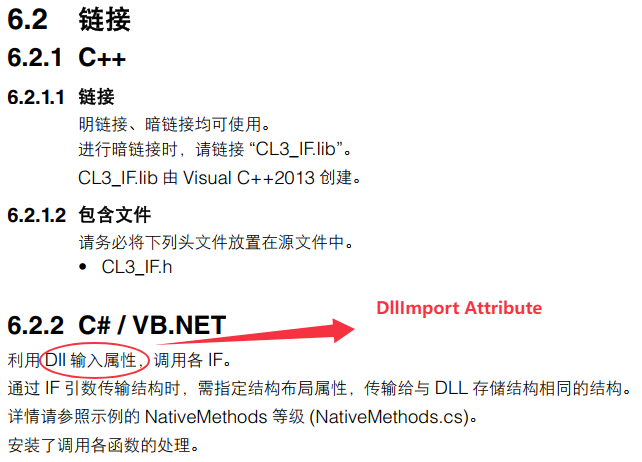 6.2 链接
6.2.1 C++
6.2.1.1 链接
明链接、暗链接均可使用。
进行暗链接时，请链接 “CL3_IF.lib”。
CL3_IF.lib 由 Visual C++2013 创建。
6.2.1.2 包含文件
请务必将下列头文件放置在源文件中。
• CL3_IF.h
DllImport Attribute
6.2.2 C# / VB.NET
利用 Dll 输入属性，调用各 IF。
通过 IF 引数传输结构时，需指定结构布局属性，传输给与 DLL 存储结构相同的结构。
详情请参照示例的 NativeMethods 等级 (NativeMethods.cs)。
安装了调用各函数的处理。